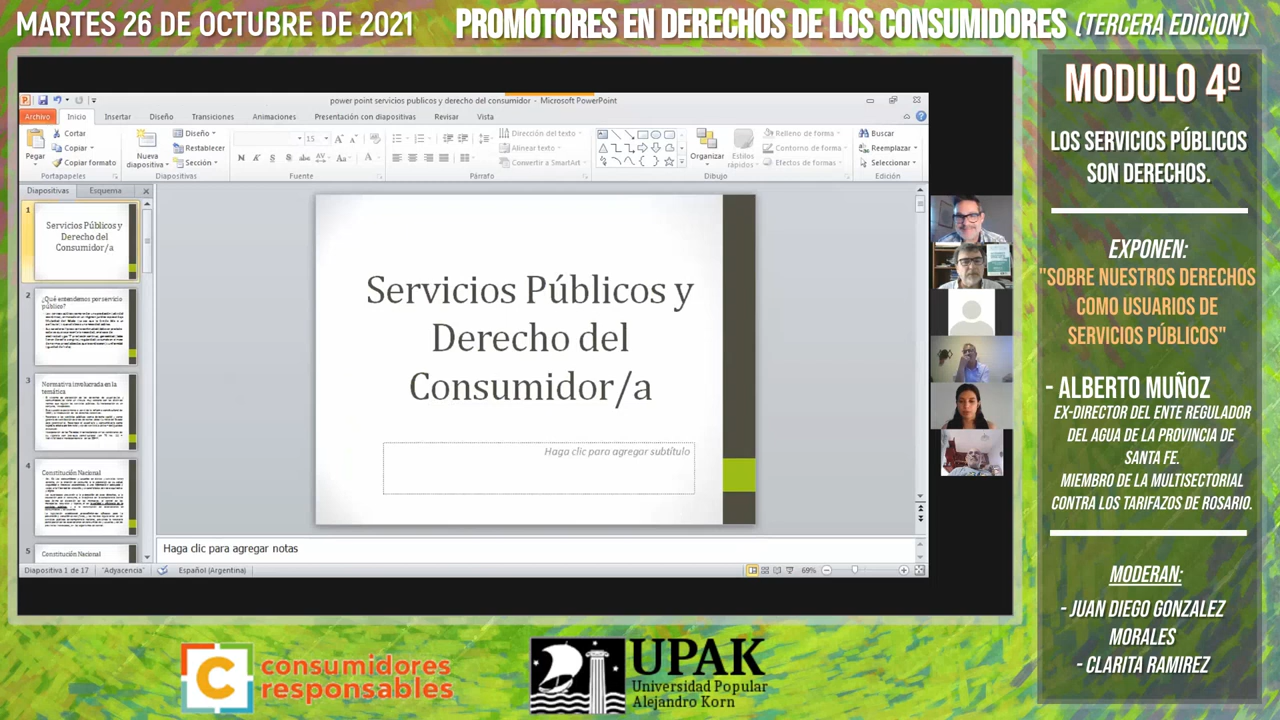 MARTES 26 DE OCTUBRE DE 2021
PROMOTORES EN DERECHOS DE LOS CONSUMIDORES (TERCERA EDICION)
power point servicios publicos y derecho del consumidor - Microsoft PowerPoint
Archivo Inicio Insertar Diseño Transiciones Animaciones Presentación con diapositivas Revisar Vista
Pegar
Cortar
Copiar
Copiar formato
Portapapeles
Nueva
diapositiva
Diseño
Restablecer
Sección
Diapositivas
15
Fuente
Dirección del texto
Alinear texto
Convertir a SmartArt
Párrafo
Organizar
Estilos
rápidos
Relleno de forma
Contorno de forma
Efectos de formas
Dibujo
Buscar
Reemplazar
Seleccionar
Edición
Diapositivas Esquema
1
Servicios Públicos y
Derecho del
Consumidor/a
2
¿Qué entendemos por servicio
público?
3
Normativa involucrada en la
temática
4
Constitución Nacional
5
Constitución Nacional
Servicios Públicos y
Derecho del
Consumidor/a
Haga clic para agregar subtítulo
Haga clic para agregar notas
Diapositiva 1 de 17 "Adyacencia" Español (Argentina) 69%
MODULO 4º
LOS SERVICIOS PÚBLICOS
SON DERECHOS.
EXPONEN:
"SOBRE NUESTROS DERECHOS
COMO USUARIOS DE
SERVICIOS PÚBLICOS"
- ALBERTO MUÑOZ
EX-DIRECTOR DEL ENTE REGULADOR
DEL AGUA DE LA PROVINCIA DE
SANTA FE.
MIEMBRO DE LA MULTISECTORIAL
CONTRA LOS TARIFAZOS DE ROSARIO.
MODERAN:
- JUAN DIEGO GONZALEZ
MORALES
- CLARITA RAMIREZ
consumidores
responsables
UPAK
Universidad Popular
Alejandro Korn